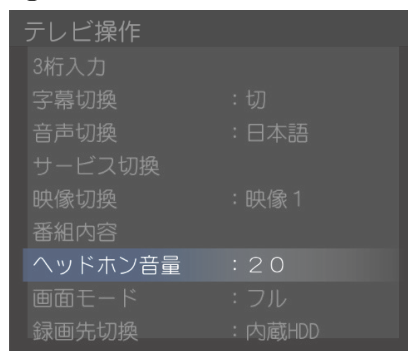 テレビ操作
3桁入力
字幕切換 :切
音声切換 :日本語
サービス切換
映像切換 :映像1
番組内容
ヘッドホン音量 :20
画面モード :フル
録画先切換 :内蔵HDD